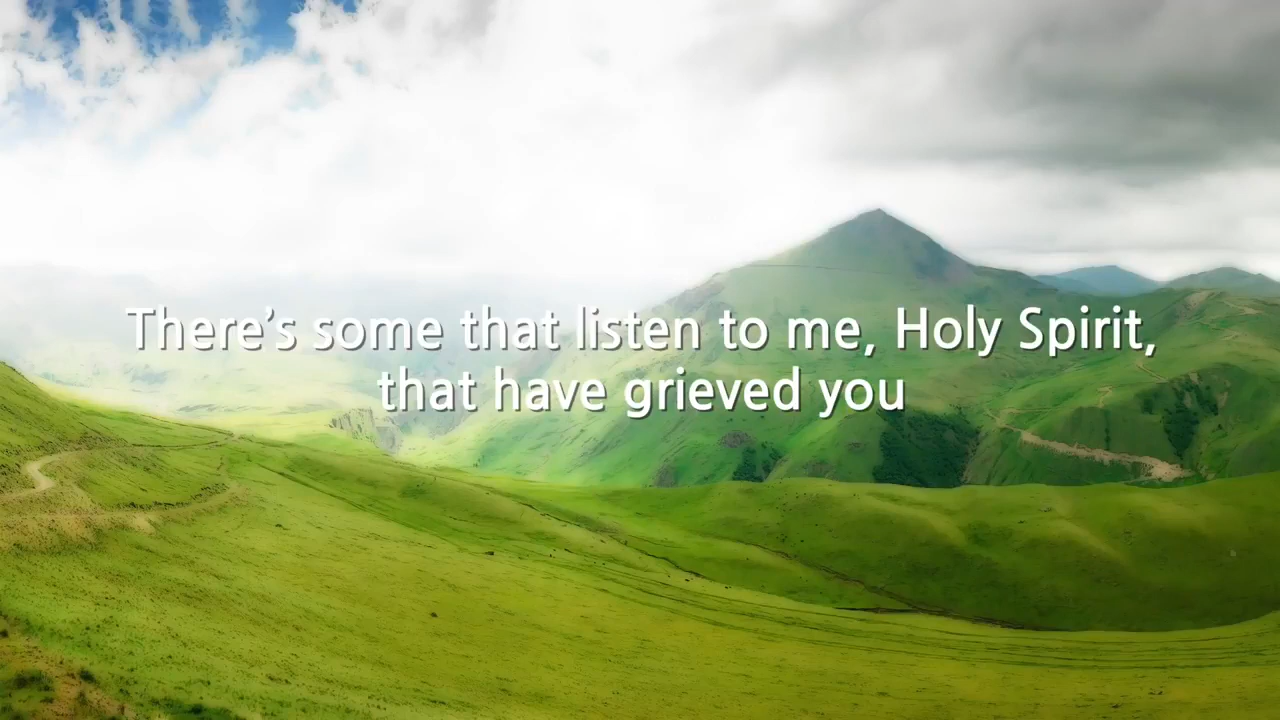 There's some that listen to me, Holy Spirit,
that have grieved you